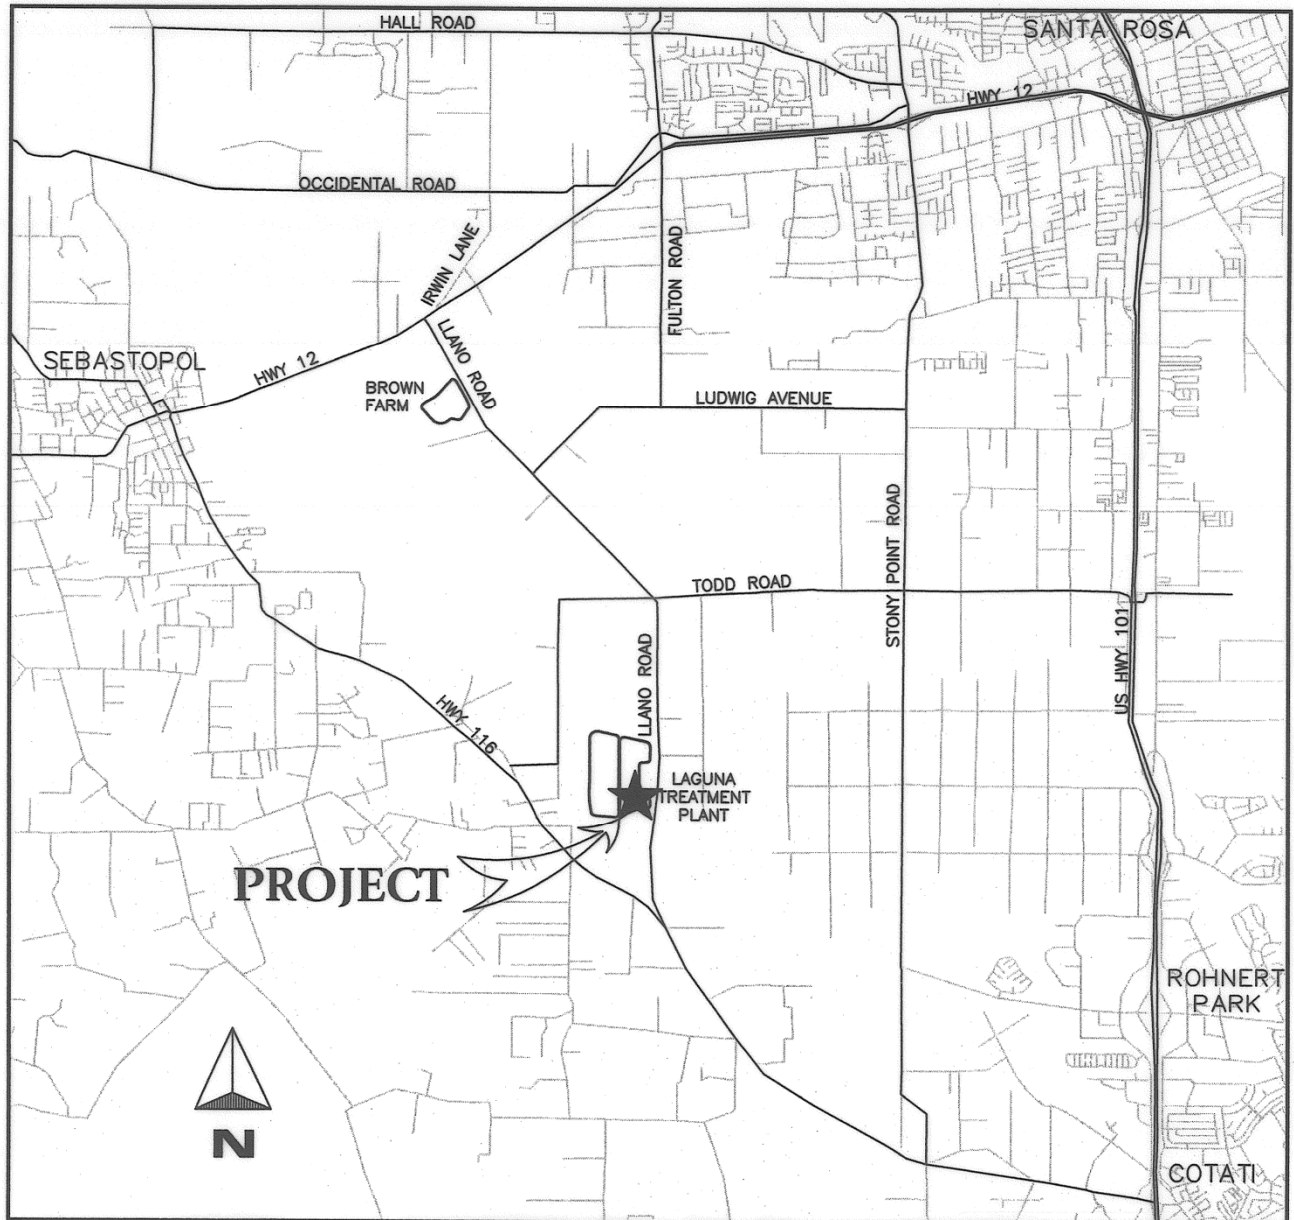 HALL ROAD
SANTA ROSA
HWY 12
OCCIDENTAL ROAD
IRWIN LANE
FULTON ROAD
LLANO ROAD
SEBASTOPOL
HWY 12
BROWN
FARM
LUDWIG AVENUE
STONY POINT ROAD
TODD ROAD
US HWY 101
LLANO ROAD
HWY 116
LAGUNA
TREATMENT
PLANT
PROJECT
ROHNERT
PARK
N
COTATI